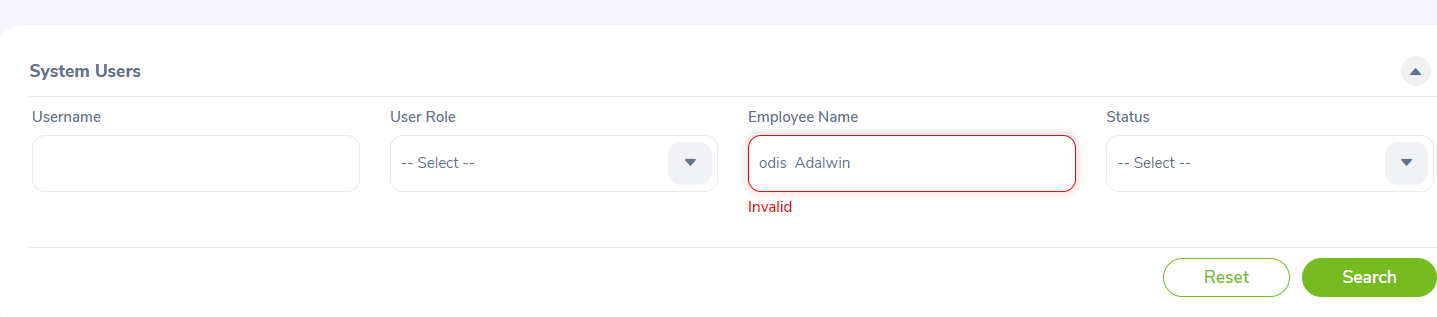 System Users
Username User Role Employee Name Status
-- Select -- odis  Adalwin -- Select --
Invalid
Reset Search